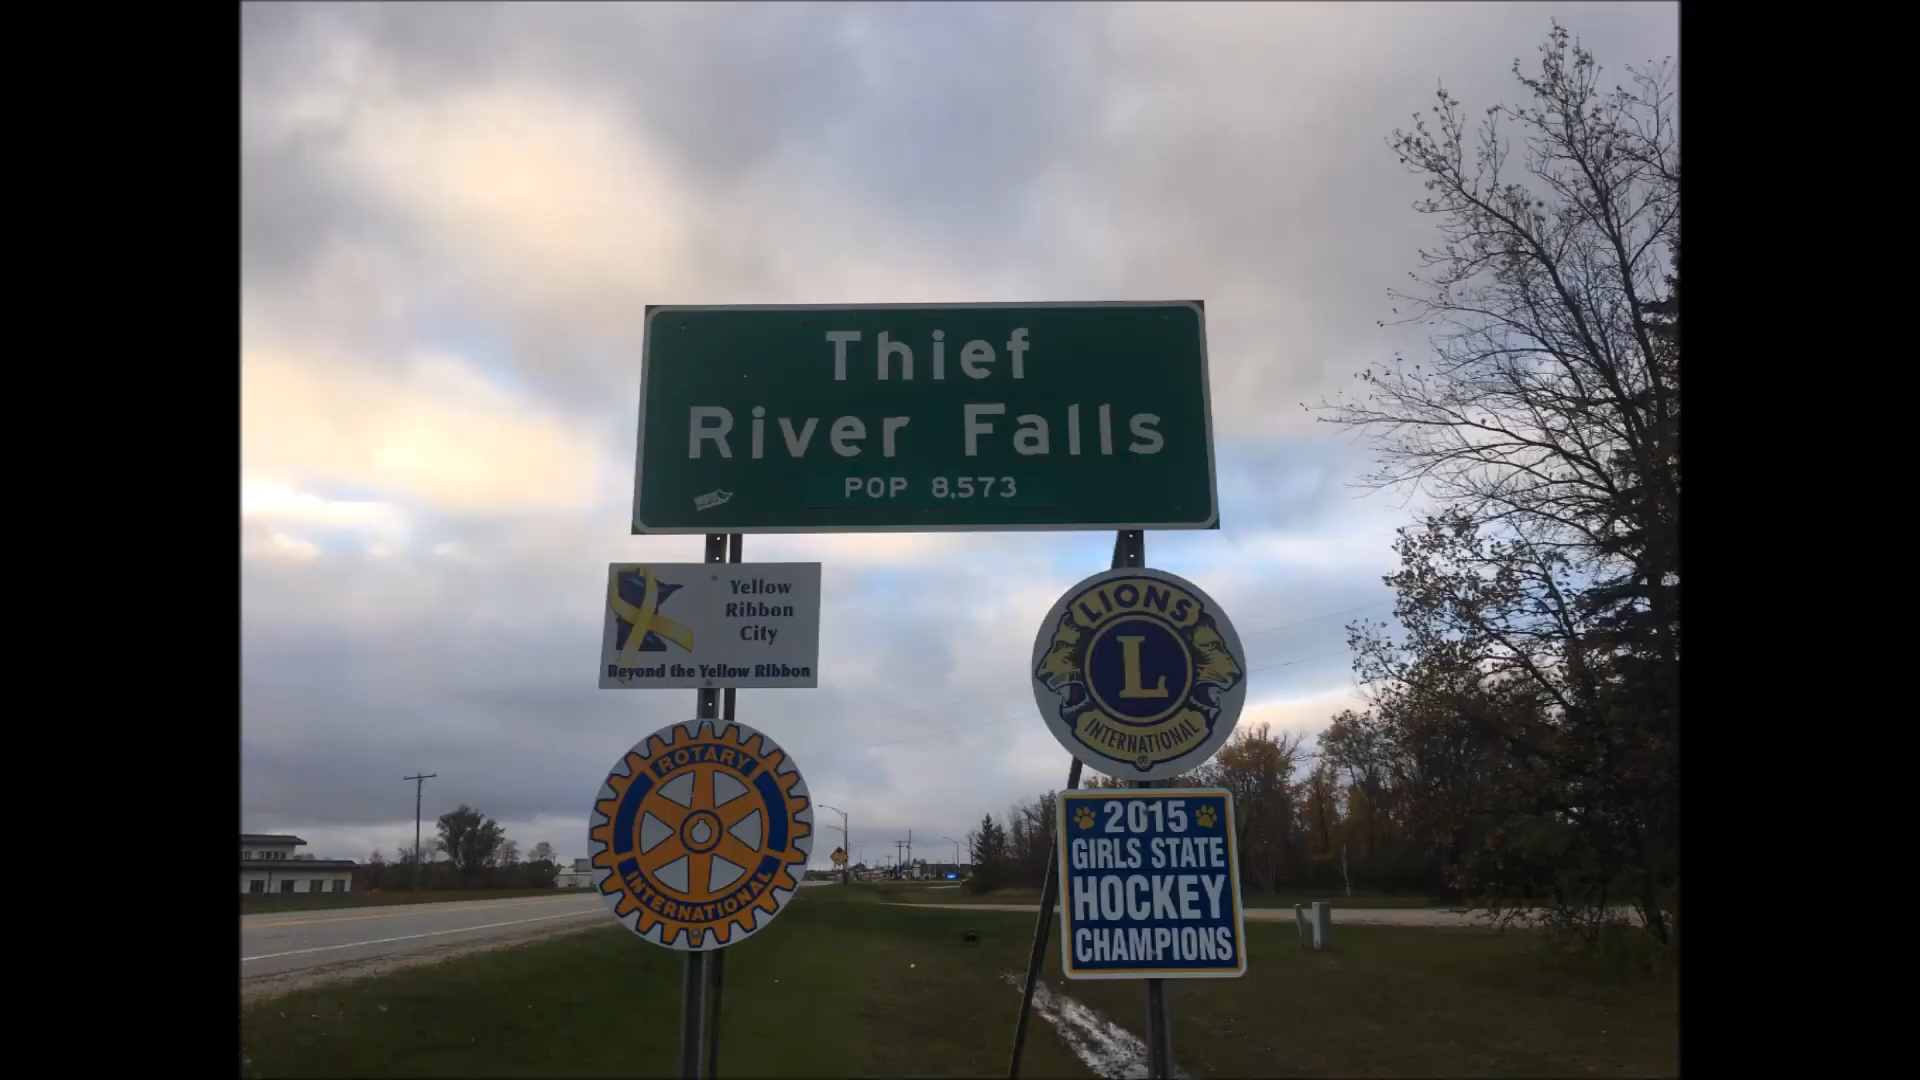 Thief
River Falls
POP 8,573
Yellow
Ribbon
City
Beyond the Yellow Ribbon
ROTARY
INTERNATIONAL
LIONS
L
INTERNATIONAL
®
2015
GIRLS STATE
HOCKEY
CHAMPIONS